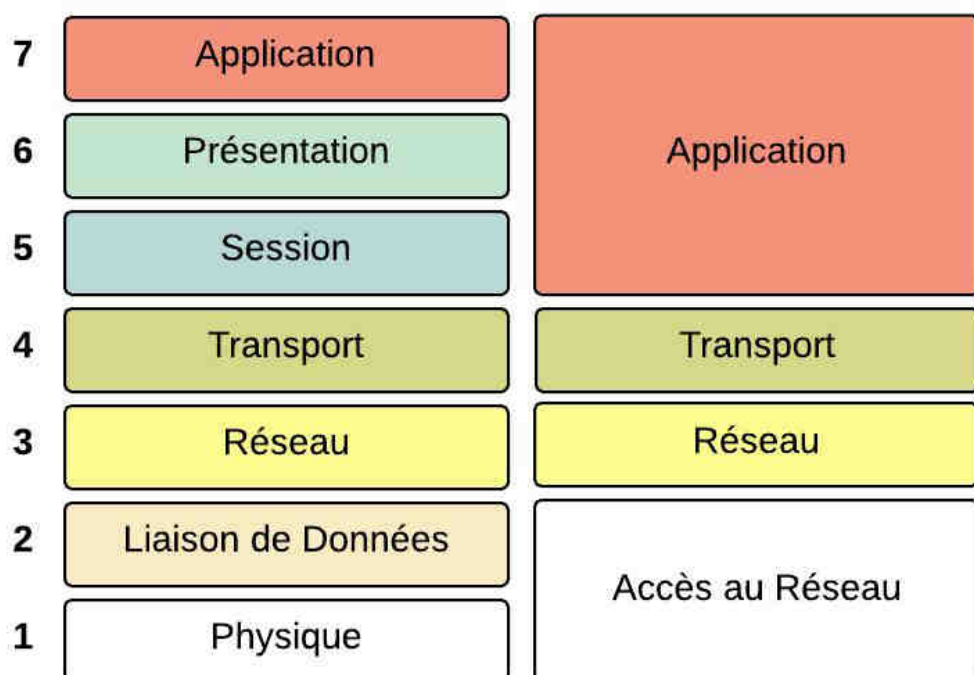 7 Application
6 Présentation Application
5 Session
4 Transport Transport
3 Réseau Réseau
2 Liaison de Données
Accès au Réseau
1 Physique